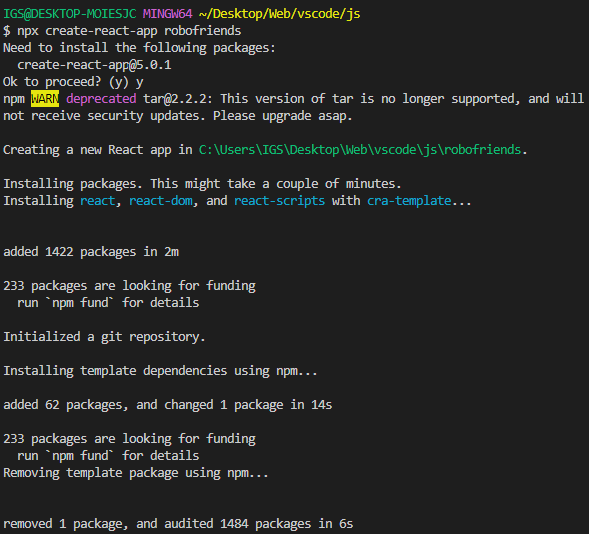 IGS@DESKTOP-MOIESJC MINGW64 ~/Desktop/Web/vscode/js
$ npx create-react-app robofriends
Need to install the following packages:
  create-react-app@5.0.1
Ok to proceed? (y) y
npm WARN deprecated tar@2.2.2: This version of tar is no longer supported, and will
not receive security updates. Please upgrade asap.

Creating a new React app in C:\Users\IGS\Desktop\Web\vscode\js\robofriends.

Installing packages. This might take a couple of minutes.
Installing react, react-dom, and react-scripts with cra-template...

added 1422 packages in 2m

233 packages are looking for funding
  run `npm fund` for details

Initialized a git repository.

Installing template dependencies using npm...

added 62 packages, and changed 1 package in 14s

233 packages are looking for funding
  run `npm fund` for details
Removing template package using npm...

removed 1 package, and audited 1484 packages in 6s